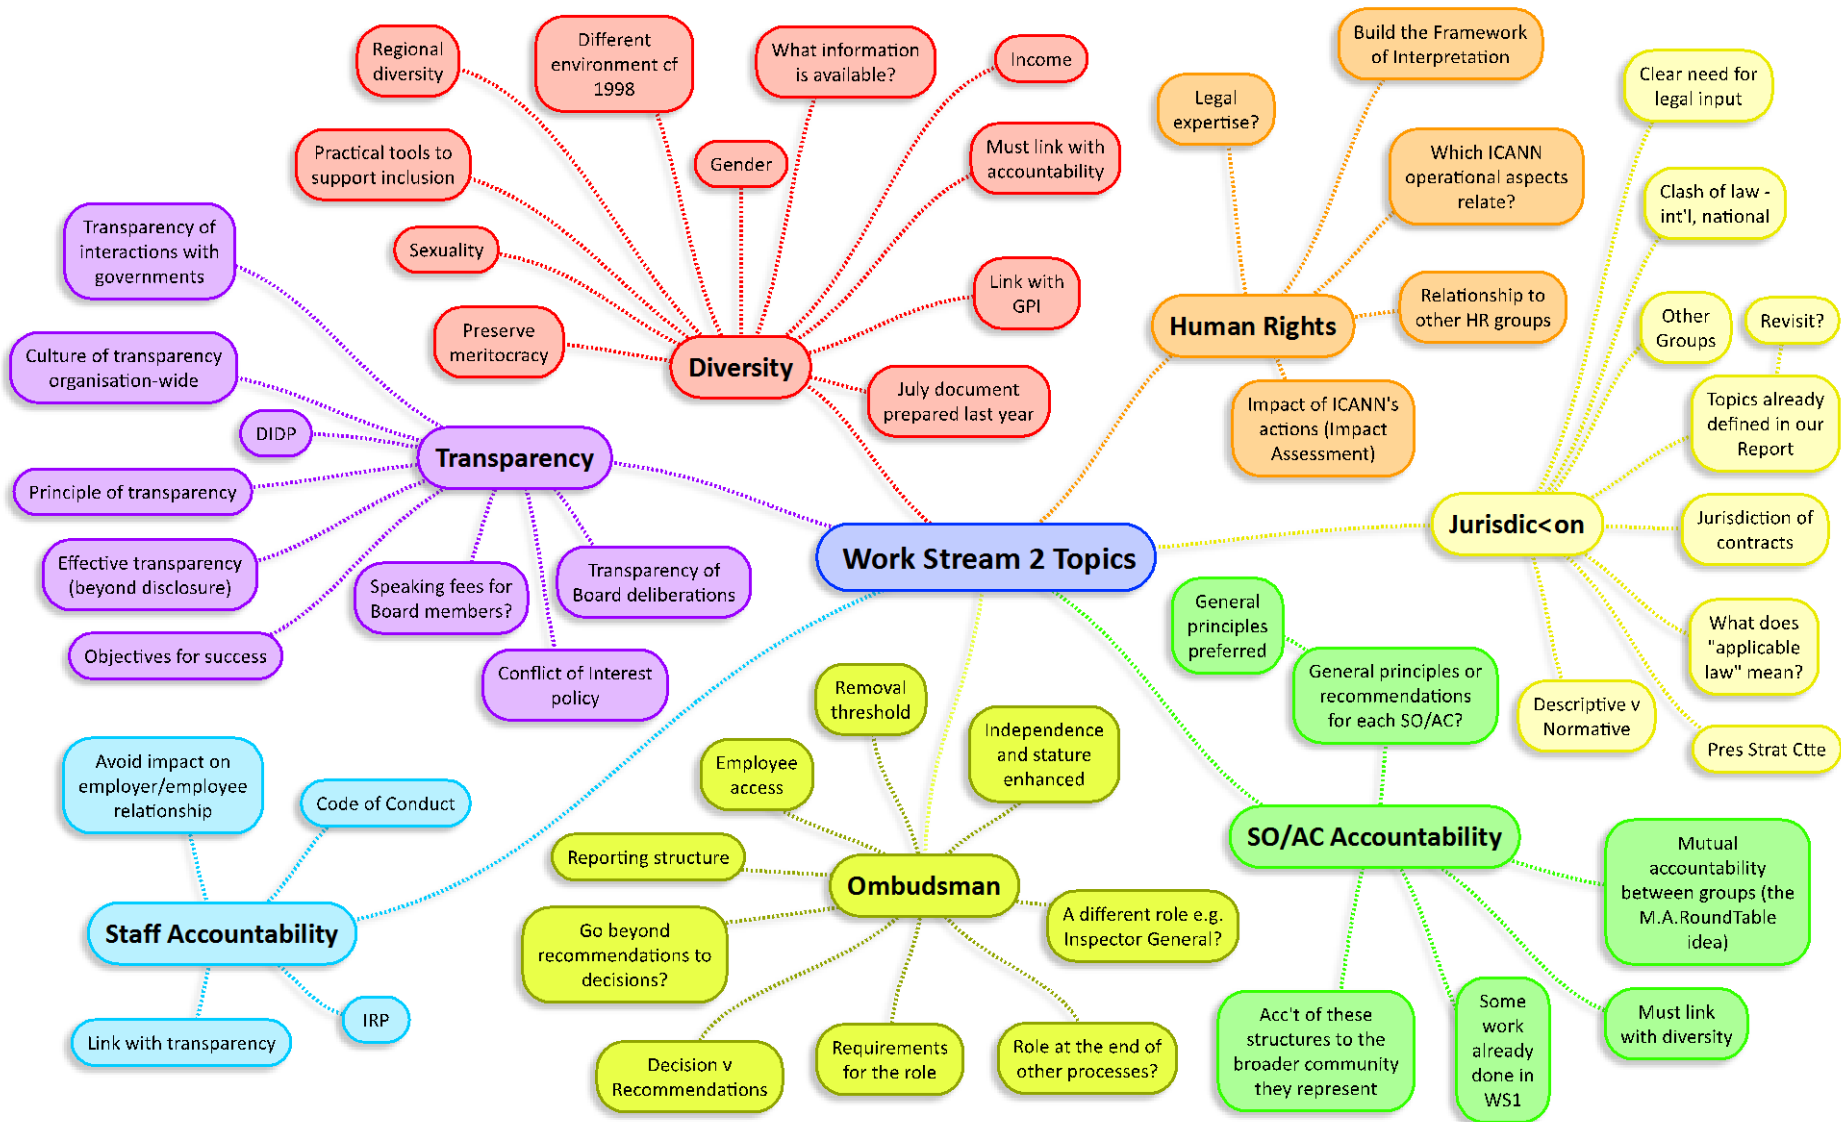 Regional
diversity
Different
environment cf
1998
What information
is available?
Income
Practical tools to
support inclusion
Gender
Must link with
accountability
Sexuality
Link with
GPI
Preserve
meritocracy
July document
prepared last year
Diversity
Build the Framework
of Interpretation
Legal
expertise?
Which ICANN
operational aspects
relate?
Relationship to
other HR groups
Human Rights
Impact of ICANN's
actions (Impact
Assessment)
Clear need for
legal input
Clash of law -
int'l, national
Other
Groups
Revisit?
Topics already
defined in our
Report
Jurisdic<on
Jurisdiction of
contracts
What does
"applicable
law" mean?
Descriptive v
Normative
Pres Strat Ctte
Transparency of
interactions with
governments
Culture of transparency
organisation-wide
DIDP
Transparency
Principle of transparency
Effective transparency
(beyond disclosure)
Objectives for success
Speaking fees for
Board members?
Transparency of
Board deliberations
Conflict of Interest
policy
Work Stream 2 Topics
General
principles
preferred
General principles or
recommendations
for each SO/AC?
SO/AC Accountability
Mutual
accountability
between groups (the
M.A.RoundTable
idea)
Acc't of these
structures to the
broader community
they represent
Some
work
already
done in
WS1
Must link
with diversity
Removal
threshold
Independence
and stature
enhanced
Employee
access
Reporting structure
Ombudsman
A different role e.g.
Inspector General?
Go beyond
recommendations to
decisions?
Decision v
Recommendations
Requirements
for the role
Role at the end of
other processes?
Avoid impact on
employer/employee
relationship
Code of Conduct
Staff Accountability
Link with transparency
IRP